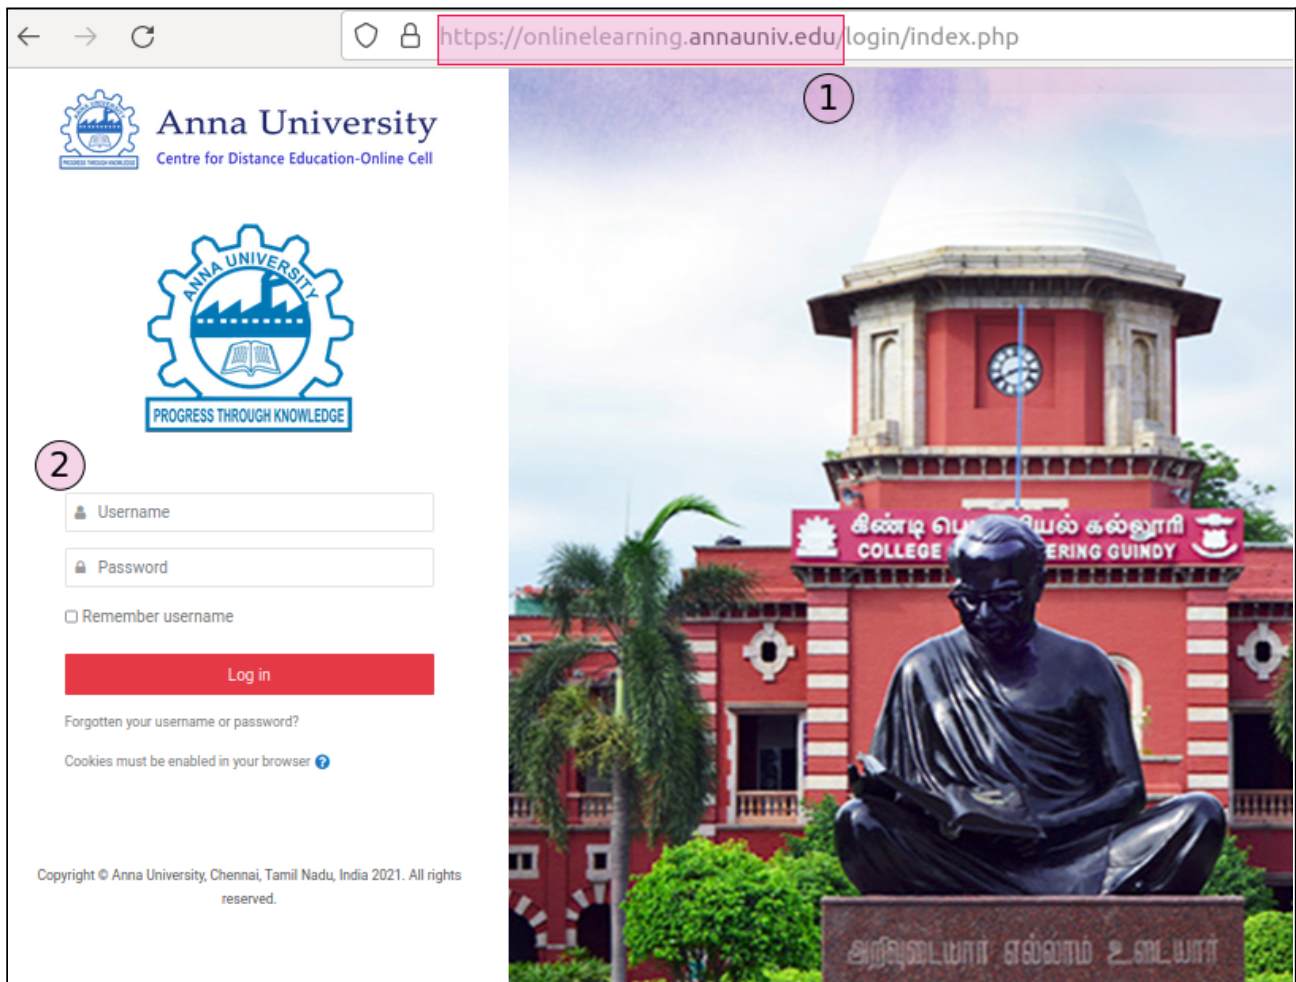 https://onlinelearning.annauniv.edu/login/index.php
1
Anna University
Centre for Distance Education-Online Cell
PROGRESS THROUGH KNOWLEDGE
ANNA UNIVERSITY
PROGRESS THROUGH KNOWLEDGE
2
Username
Password
Remember username
Log in
Forgotten your username or password?
Cookies must be enabled in your browser ?
Copyright © Anna University, Chennai, Tamil Nadu, India 2021. All rights
reserved.
கிண்டி கல்லூரி
COLLEGE GUINDY
அறிவுடையார் எல்லாம் உடையார்